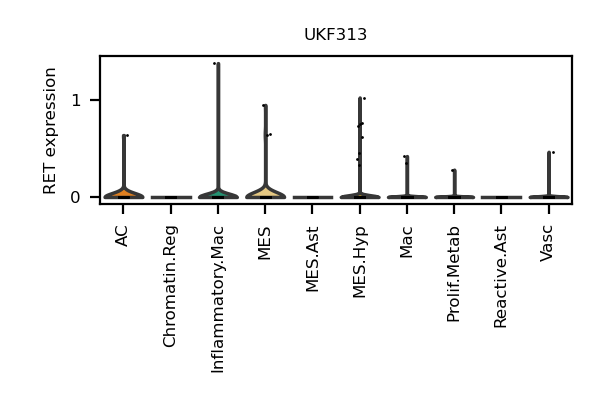 UKF313
RET expression
1
0
AC
Chromatin.Reg
Inflammatory.Mac
MES
MES.Ast
MES.Hyp
Mac
Prolif.Metab
Reactive.Ast
Vasc